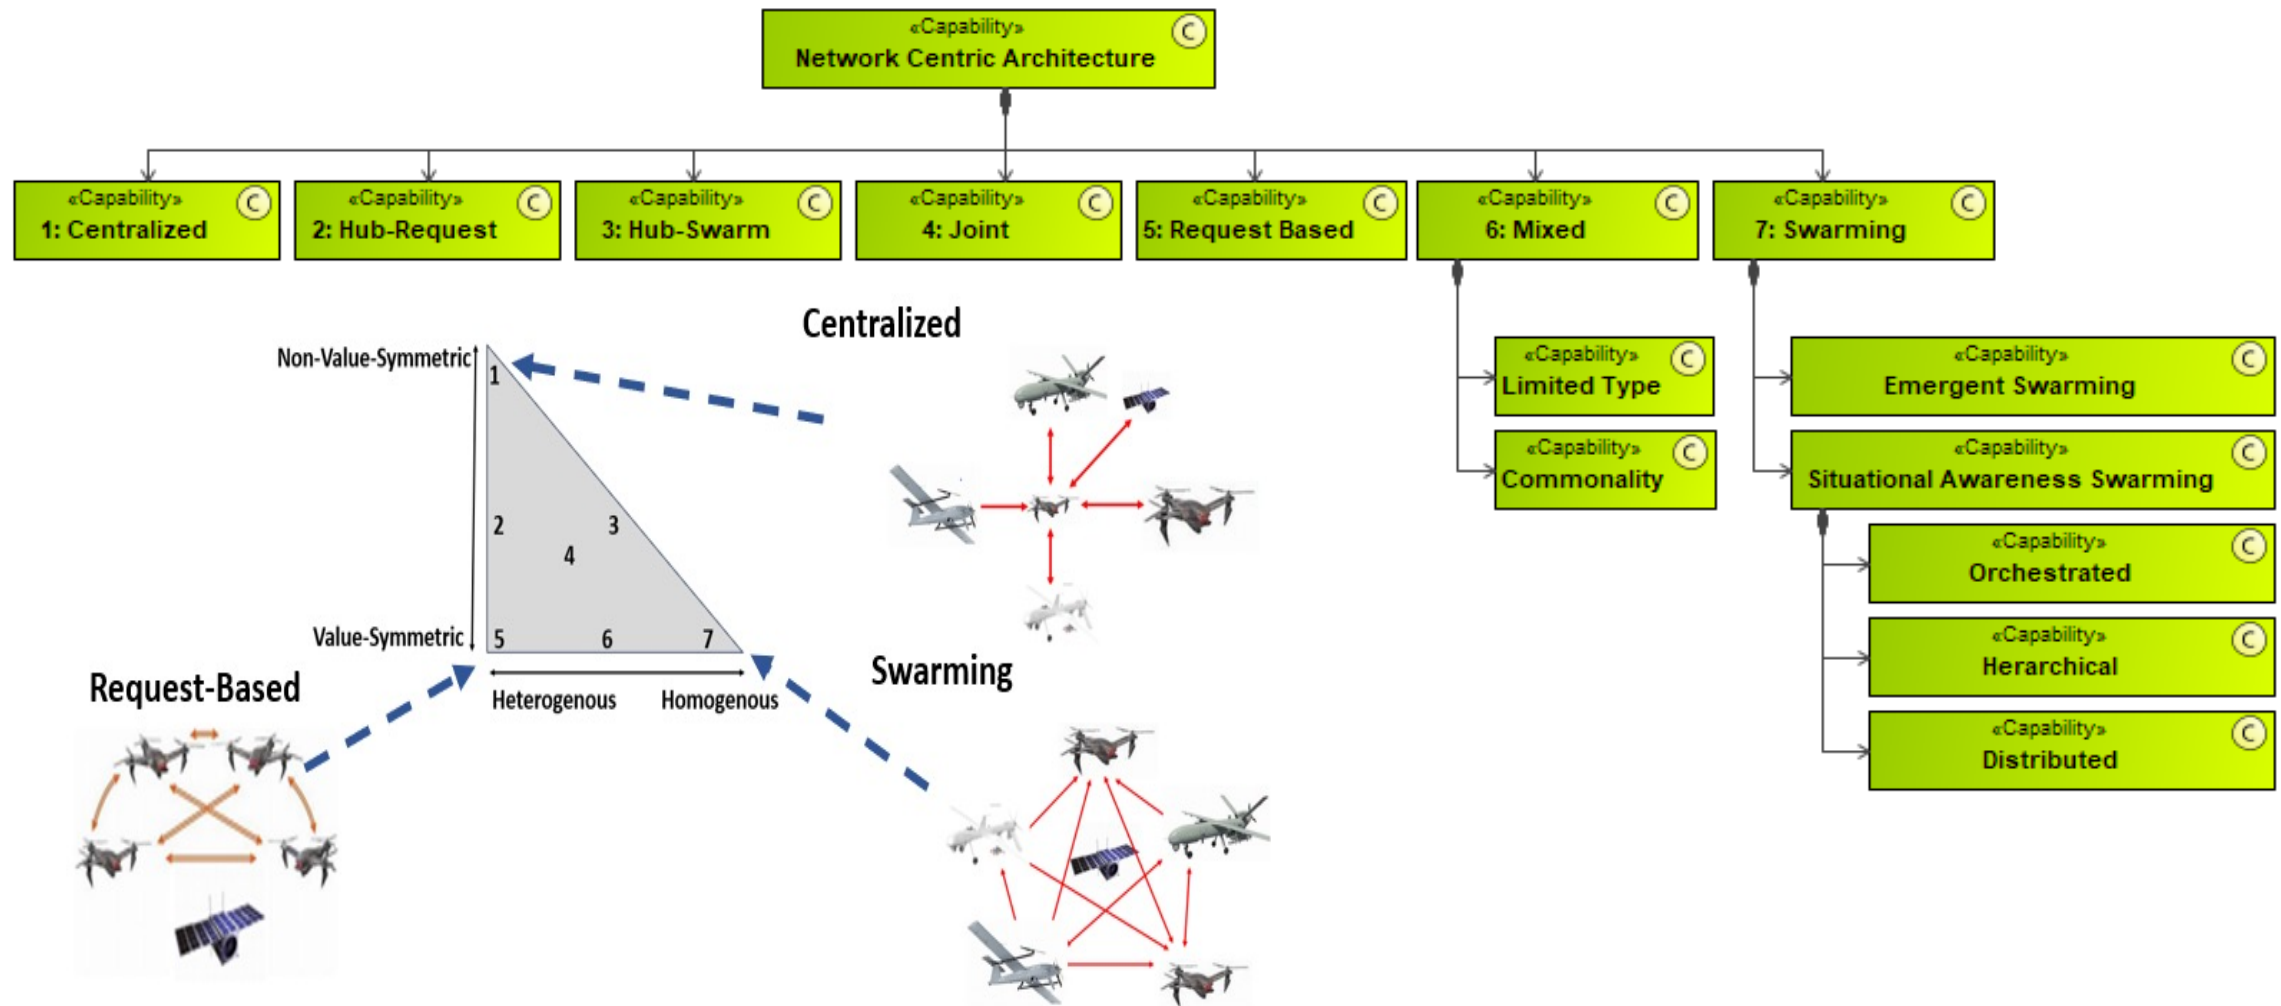 «Capability»
C
Network Centric Architecture
«Capability»
C
1: Centralized
«Capability»
C
2: Hub-Request
«Capability»
C
3: Hub-Swarm
«Capability»
C
4: Joint
«Capability»
C
5: Request Based
«Capability»
C
6: Mixed
«Capability»
C
7: Swarming
«Capability»
C
Limited Type
«Capability»
C
Commonality
«Capability»
C
Emergent Swarming
«Capability»
C
Situational Awareness Swarming
«Capability»
C
Orchestrated
«Capability»
C
Herarchical
«Capability»
C
Distributed
Centralized
Non-Value-Symmetric
1
2
3
4
Value-Symmetric
5
6
7
Heterogenous
Homogenous
Request-Based
Swarming